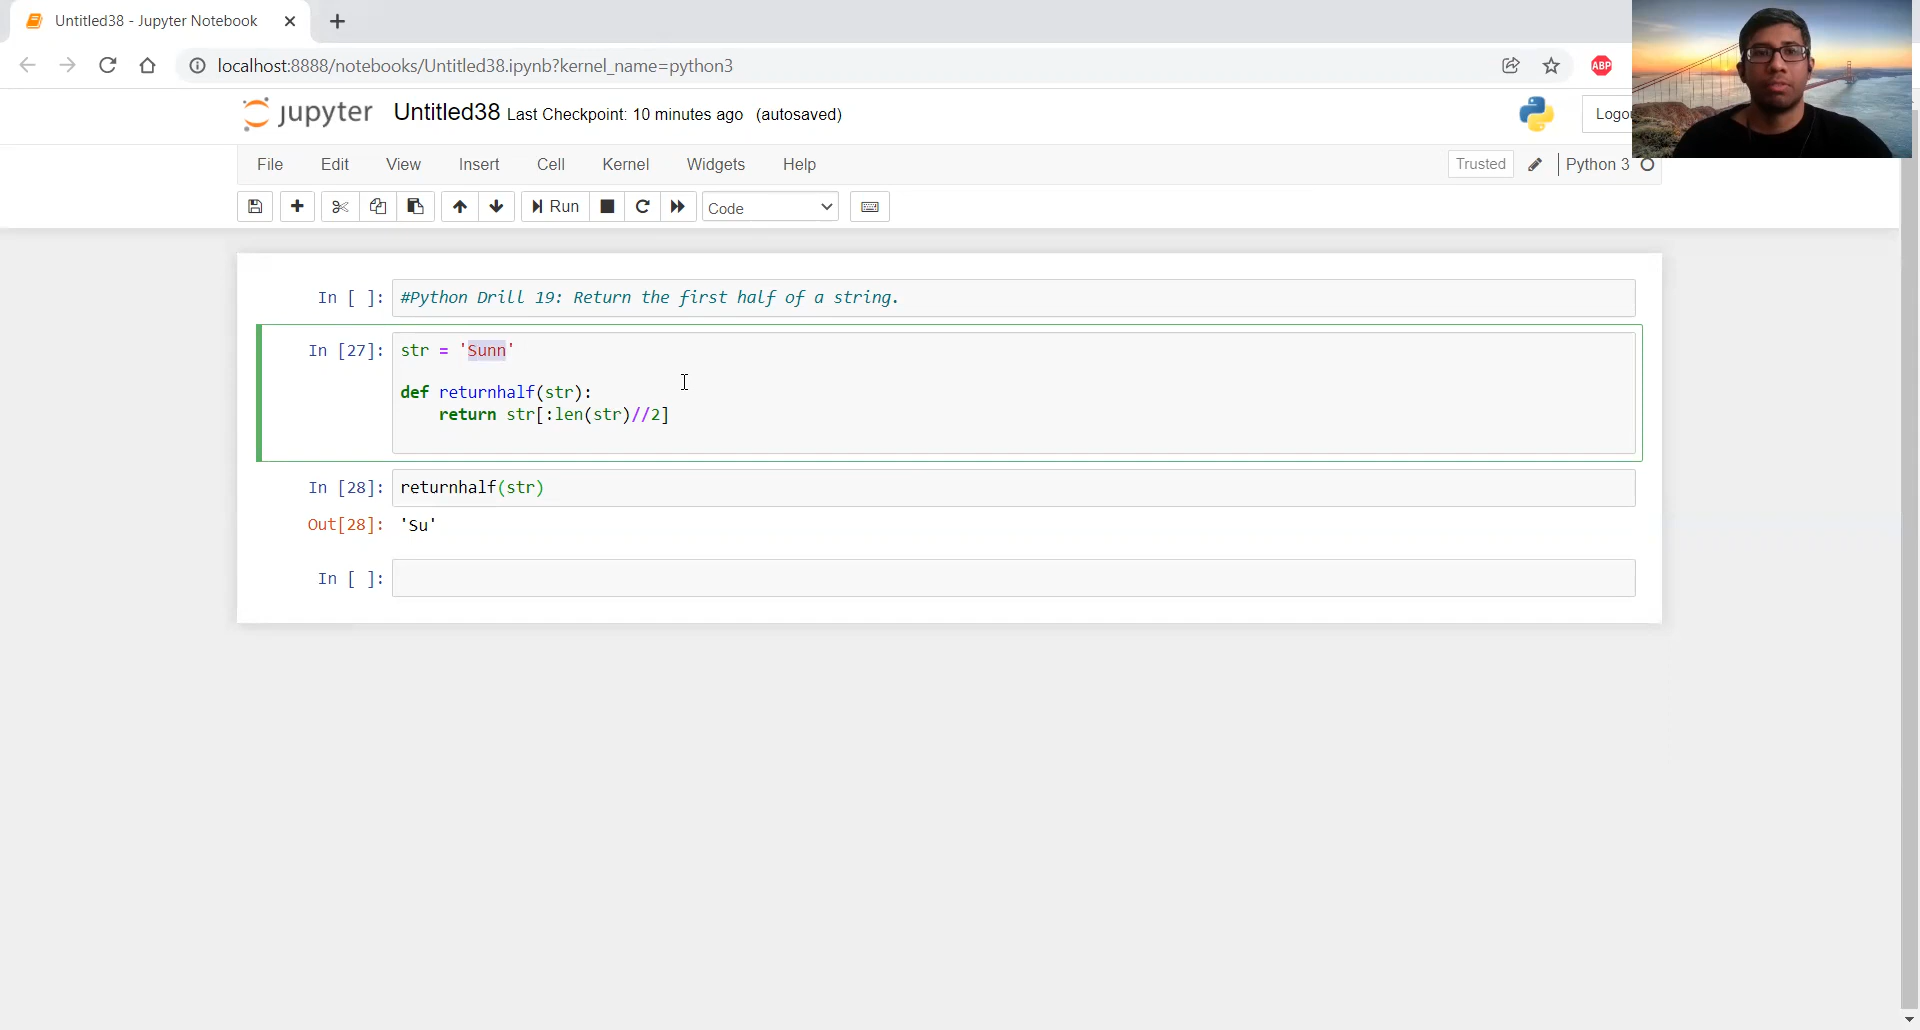 Untitled38 - Jupyter Notebook
localhost:8888/notebooks/Untitled38.ipynb?kernel_name=python3
ABP
jupyter Untitled38 Last Checkpoint: 10 minutes ago (autosaved)
Logou
File Edit View Insert Cell Kernel Widgets Help
Trusted Python 3
Run Code
In [ ]: #Python Drill 19: Return the first half of a string.
In [27]: str = 'Sunn'
def returnhalf(str):
return str[:len(str)//2]
In [28]: returnhalf(str)
Out[28]: 'Su'
In [ ]: